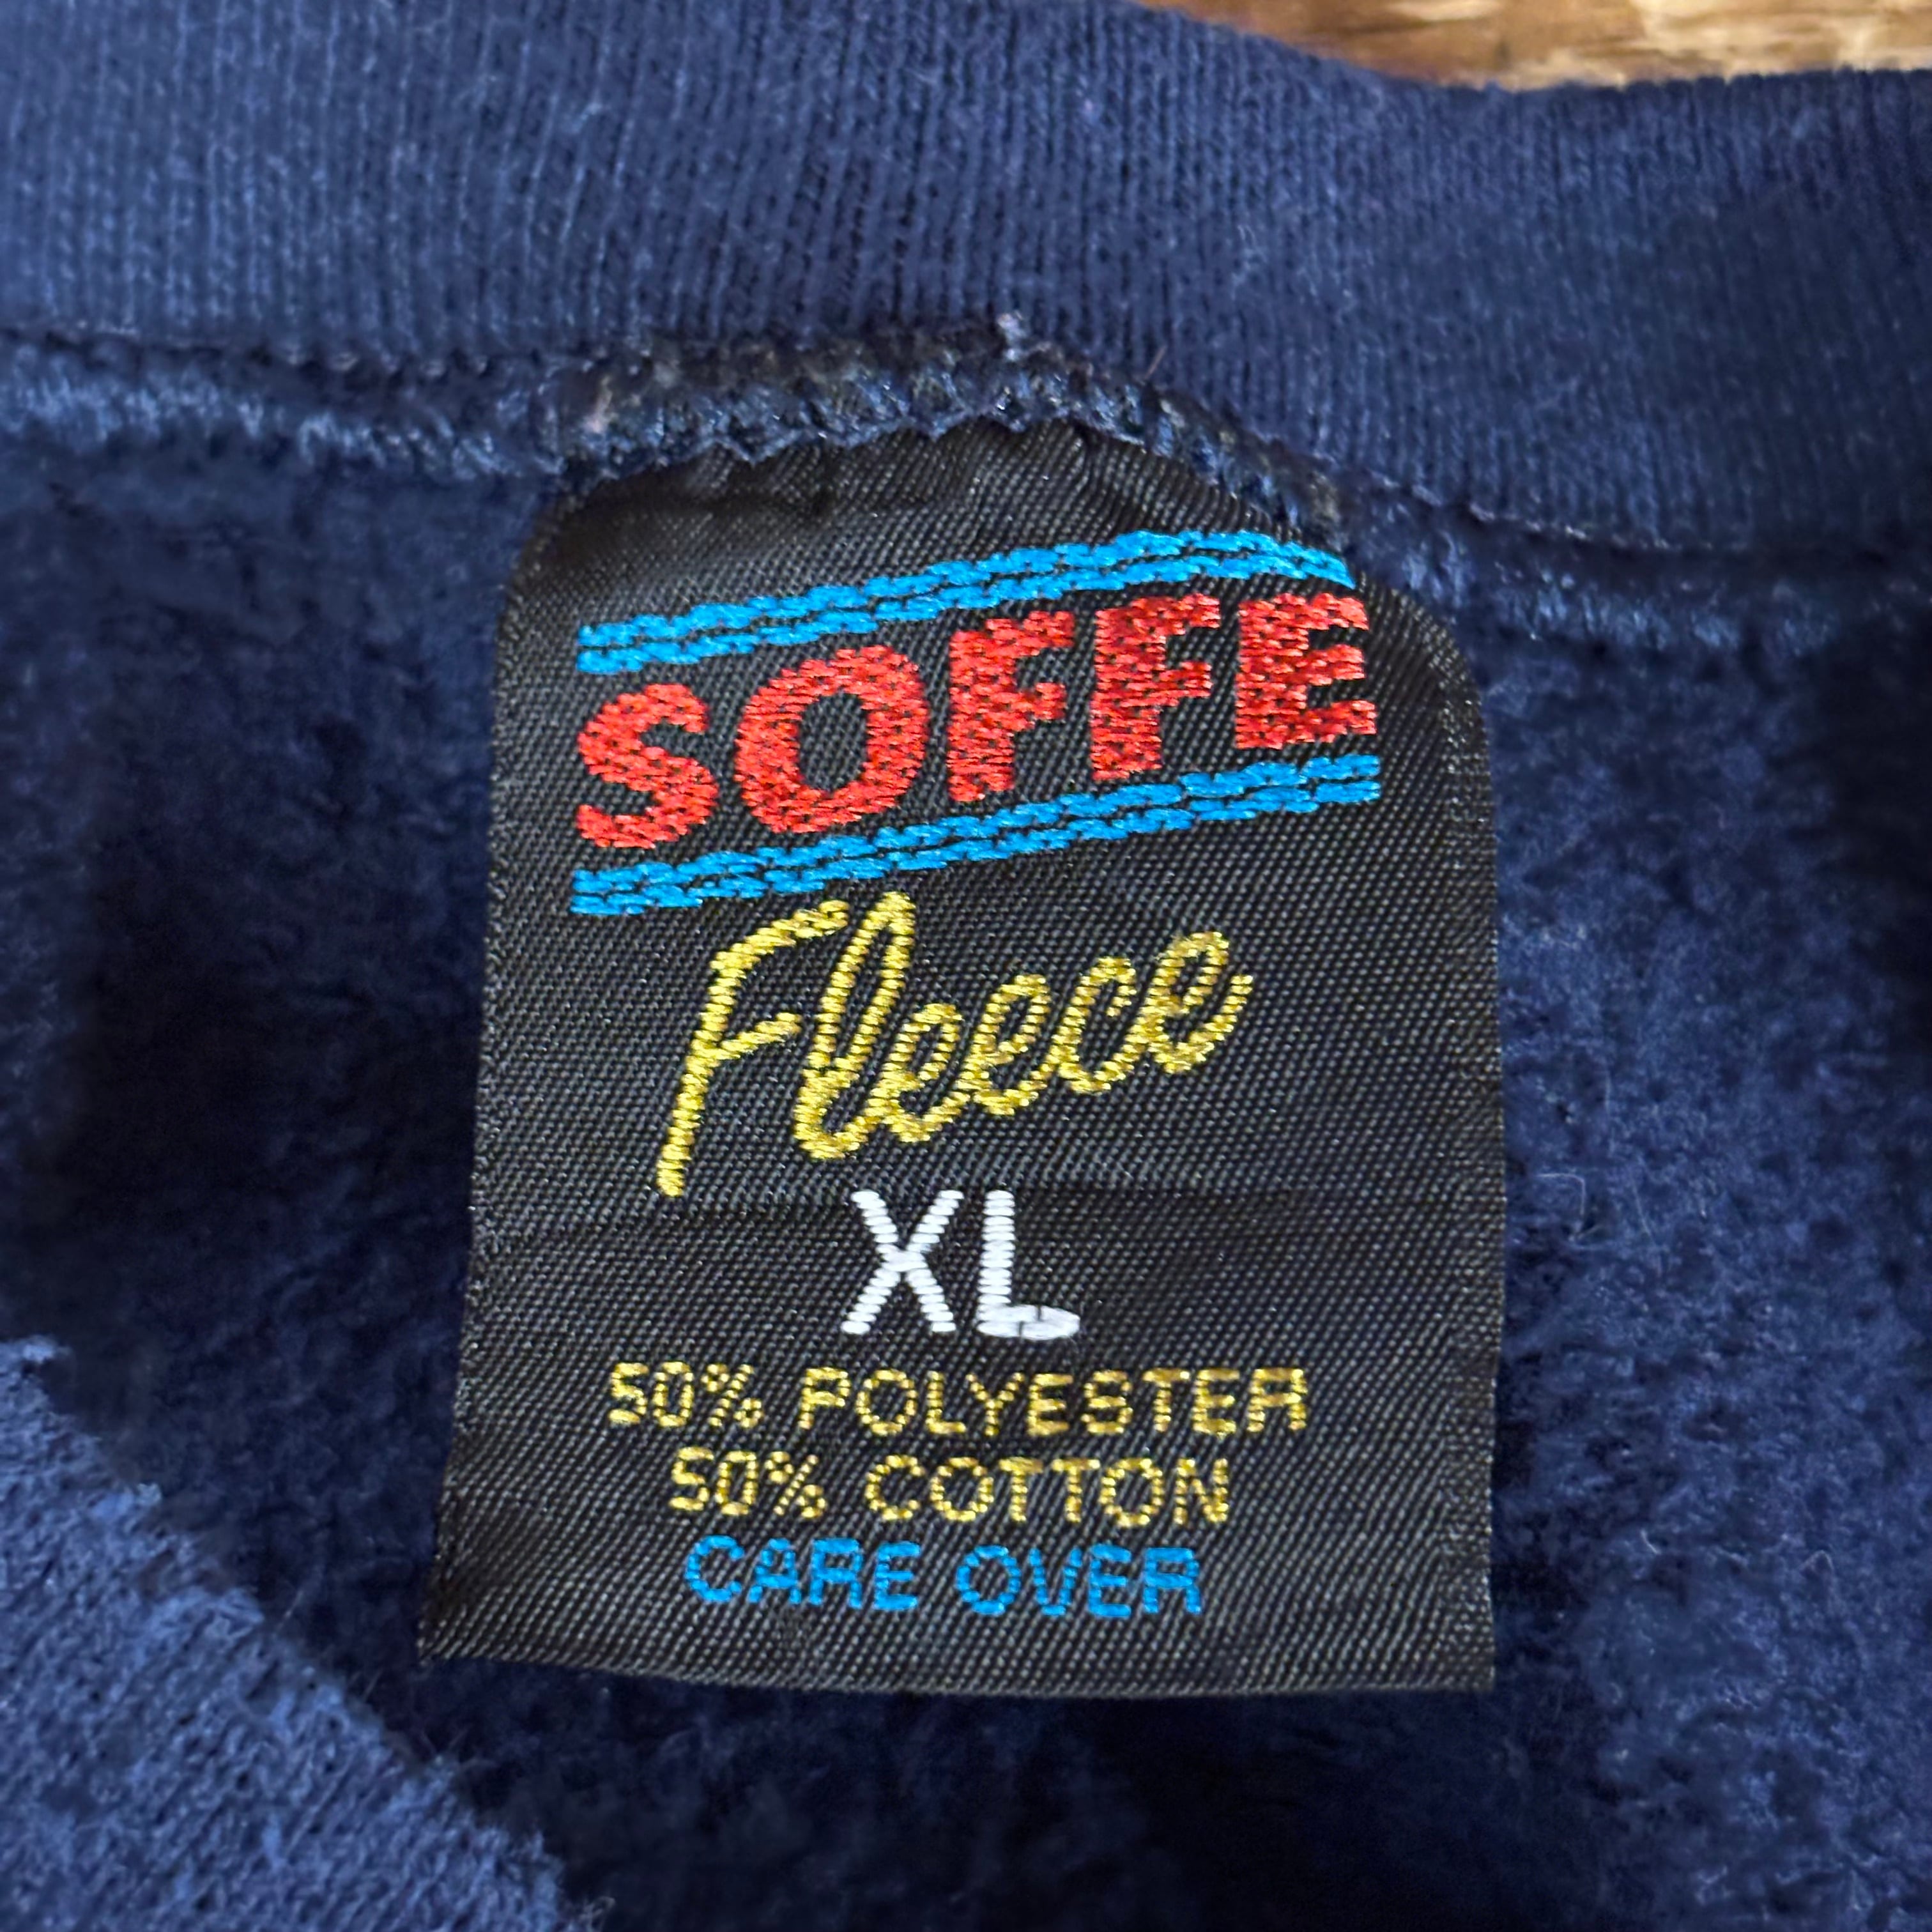 SOFFE
Fleece
XL
50% POLYESTER
50% COTTON
CARE OVER